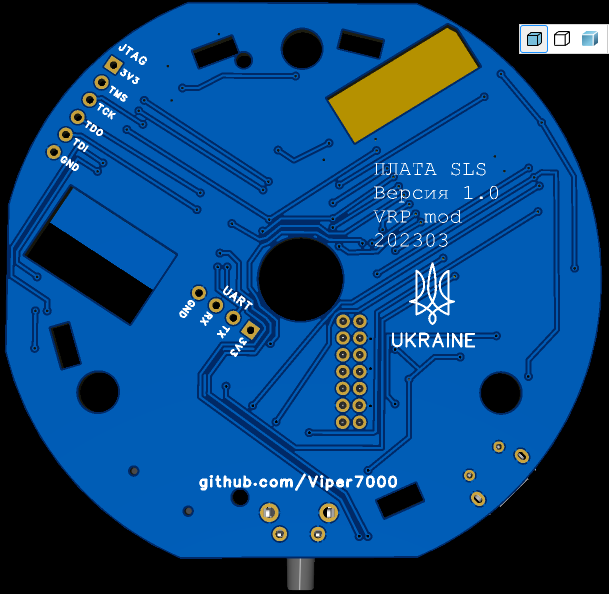 JTAG
3V3
TMS
TCK
TDO
TDI
GND
ПЛАТА SLS
Версия 1.0
VRP mod
202303
UKRAINE
UART
GND
RX
TX
3V3
github.com/Viper7000